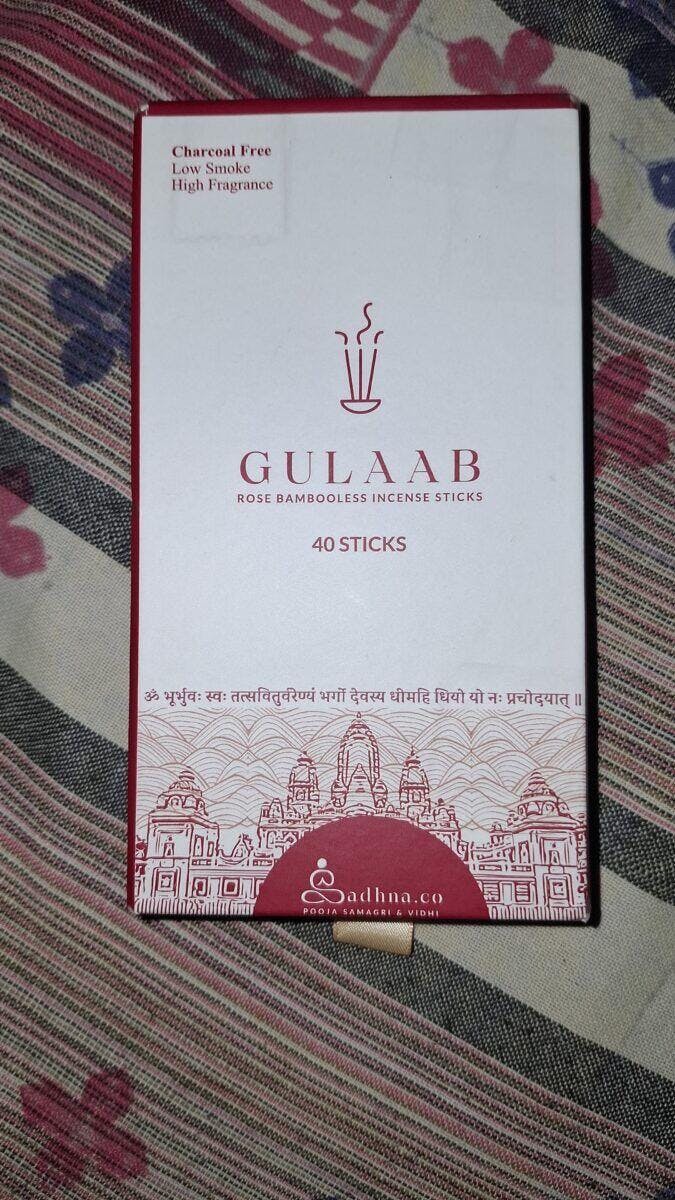 Charcoal Free
Low Smoke
High Fragrance
GULAAB
ROSE BAMBOOLESS INCENSE STICKS
40 STICKS
ॐ भूर्भुवः स्वः तत्सवितुर्वरेण्यं भर्गो देवस्य धीमहि धियो यो नः प्रचोदयात् ॥
Sadhna.co
POOJA SAMAGRI & VIDHI